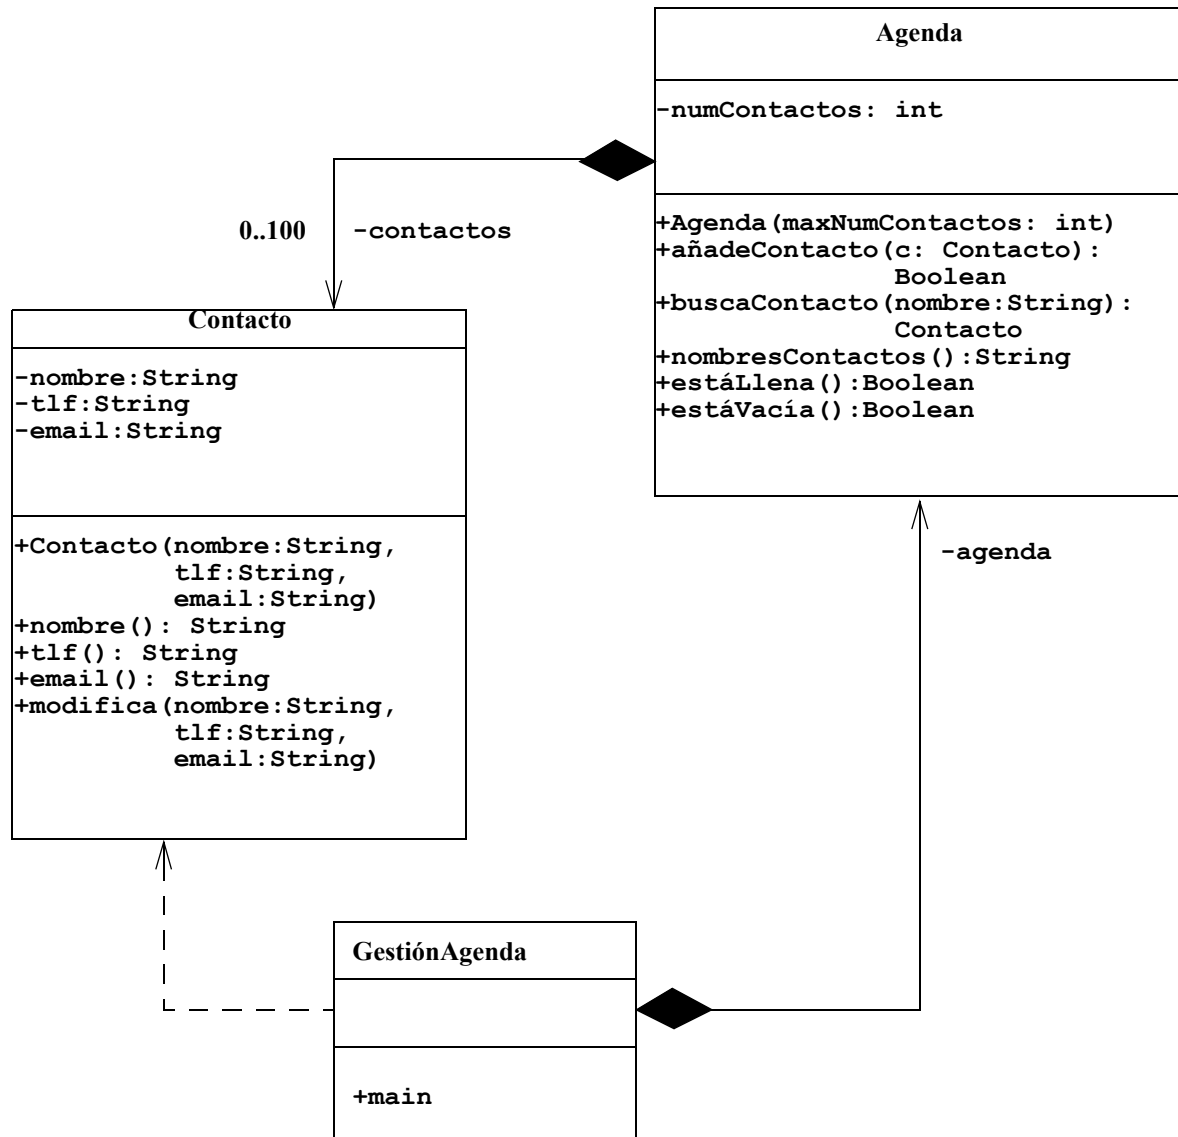 Agenda
-numContactos: int
+Agenda(maxNumContactos: int)
+añadeContacto(c: Contacto):
Boolean
+buscaContacto(nombre:String):
Contacto
+nombresContactos():String
+estáLlena():Boolean
+estáVacía():Boolean
0..100
-contactos
Contacto
-nombre:String
-tlf:String
-email:String
+Contacto(nombre:String,
tlf:String,
email:String)
+nombre(): String
+tlf(): String
+email(): String
+modifica(nombre:String,
tlf:String,
email:String)
-agenda
GestiónAgenda
+main